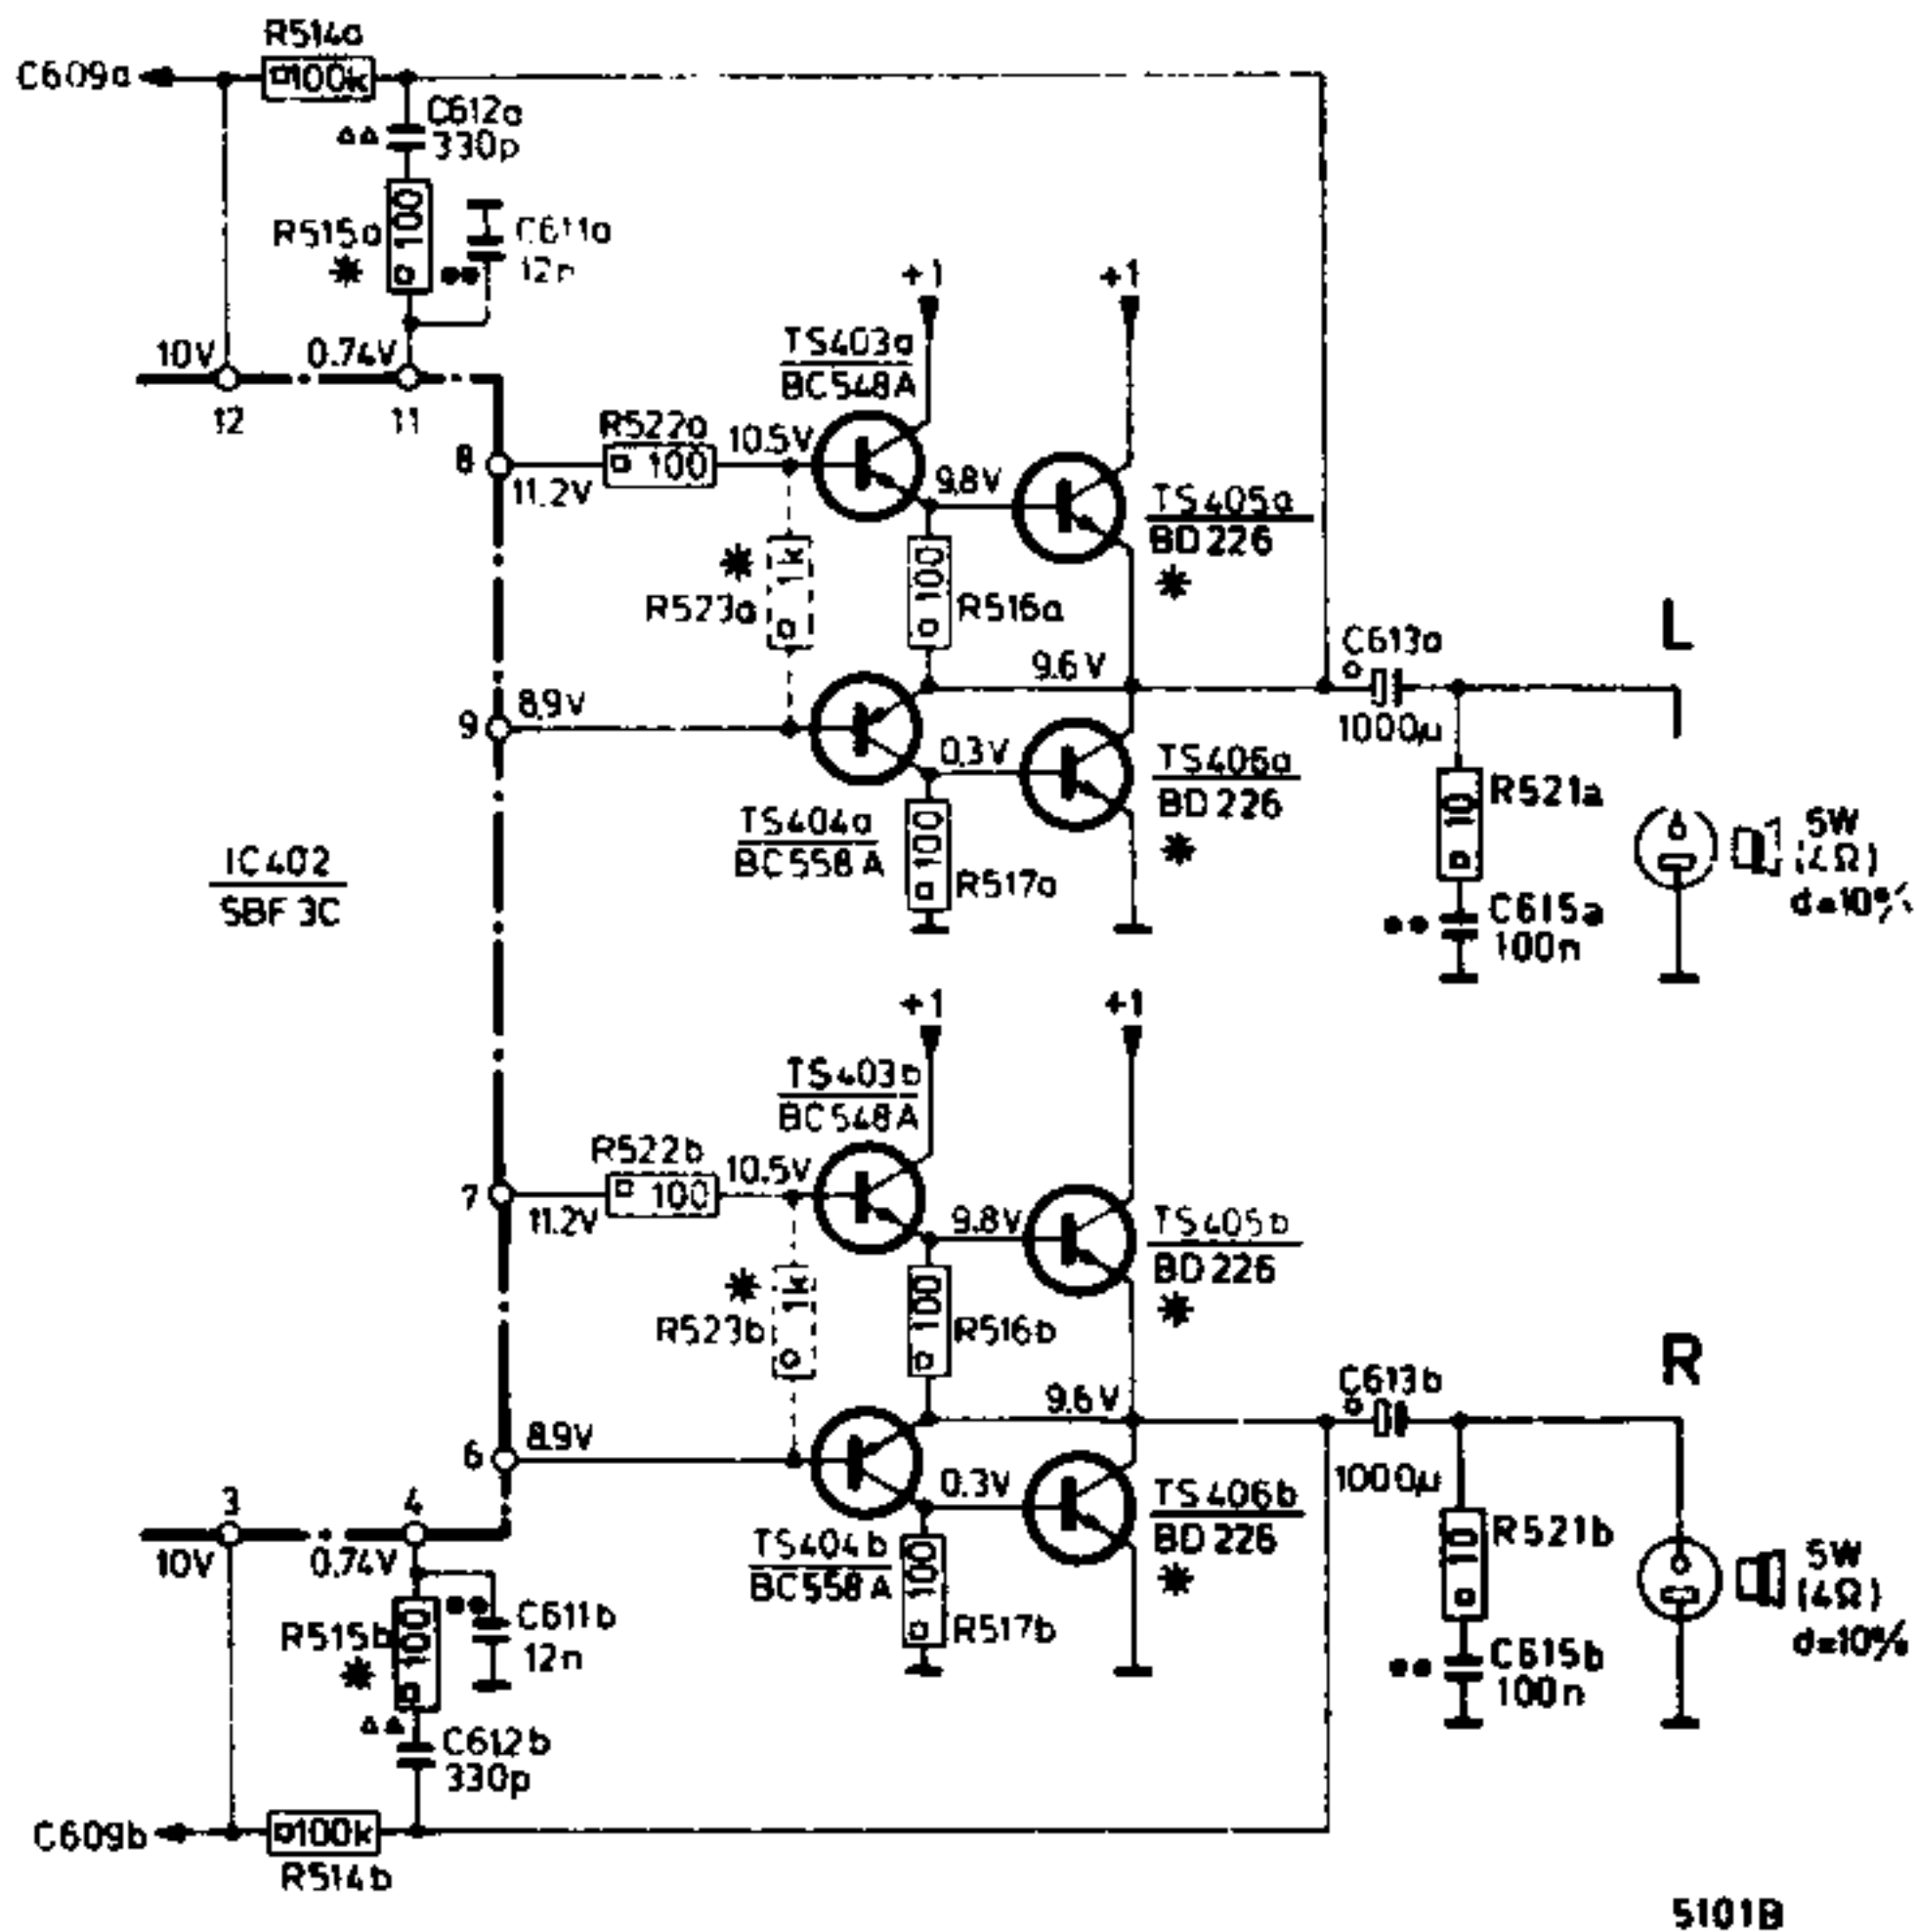 R514a
C609a
100k
C612a
330p
100
R515a
C611a
12n
+1
+1
TS403a
BC548A
10V
0.74V
12
11
R522a
10.5V
8
100
11.2V
9.8V
TS405a
BD226
1k
R523a
100
R516a
L
C613a
9.6V
1000µ
8.9V
9
0.3V
TS406a
BD226
R521a
10
TS404a
BC558A
100
R517a
5W
(4Ω)
d=10%
IC402
SBF 3C
C615a
100n
+1
+1
TS403b
BC548A
R522b
10.5V
7
100
11.2V
9.8V
TS405b
BD226
1k
R523b
100
R516b
R
C613b
9.6V
1000µ
8.9V
6
0.3V
TS406b
BD226
R521b
10
3
4
10V
0.74V
TS404b
BC558A
100
R517b
5W
(4Ω)
d=10%
R515b
100
C611b
12n
C615b
100n
C612b
330p
C609b
100k
R514b
5101B